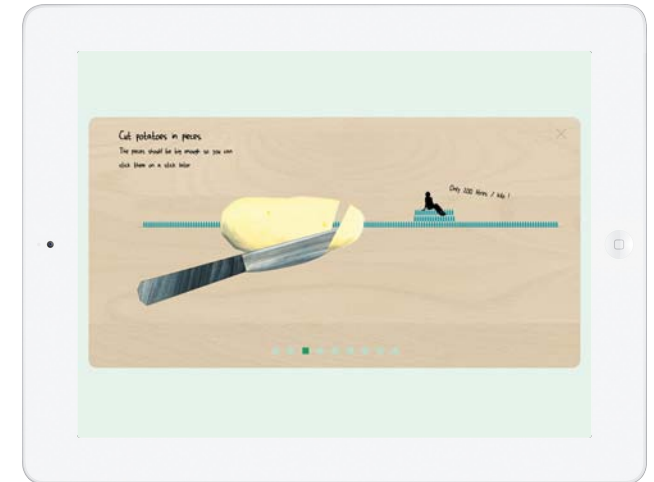 Cut potatoes in pieces
The pieces should be big enough so you can
stick them on a stick later
Only 200 litres / kilo !